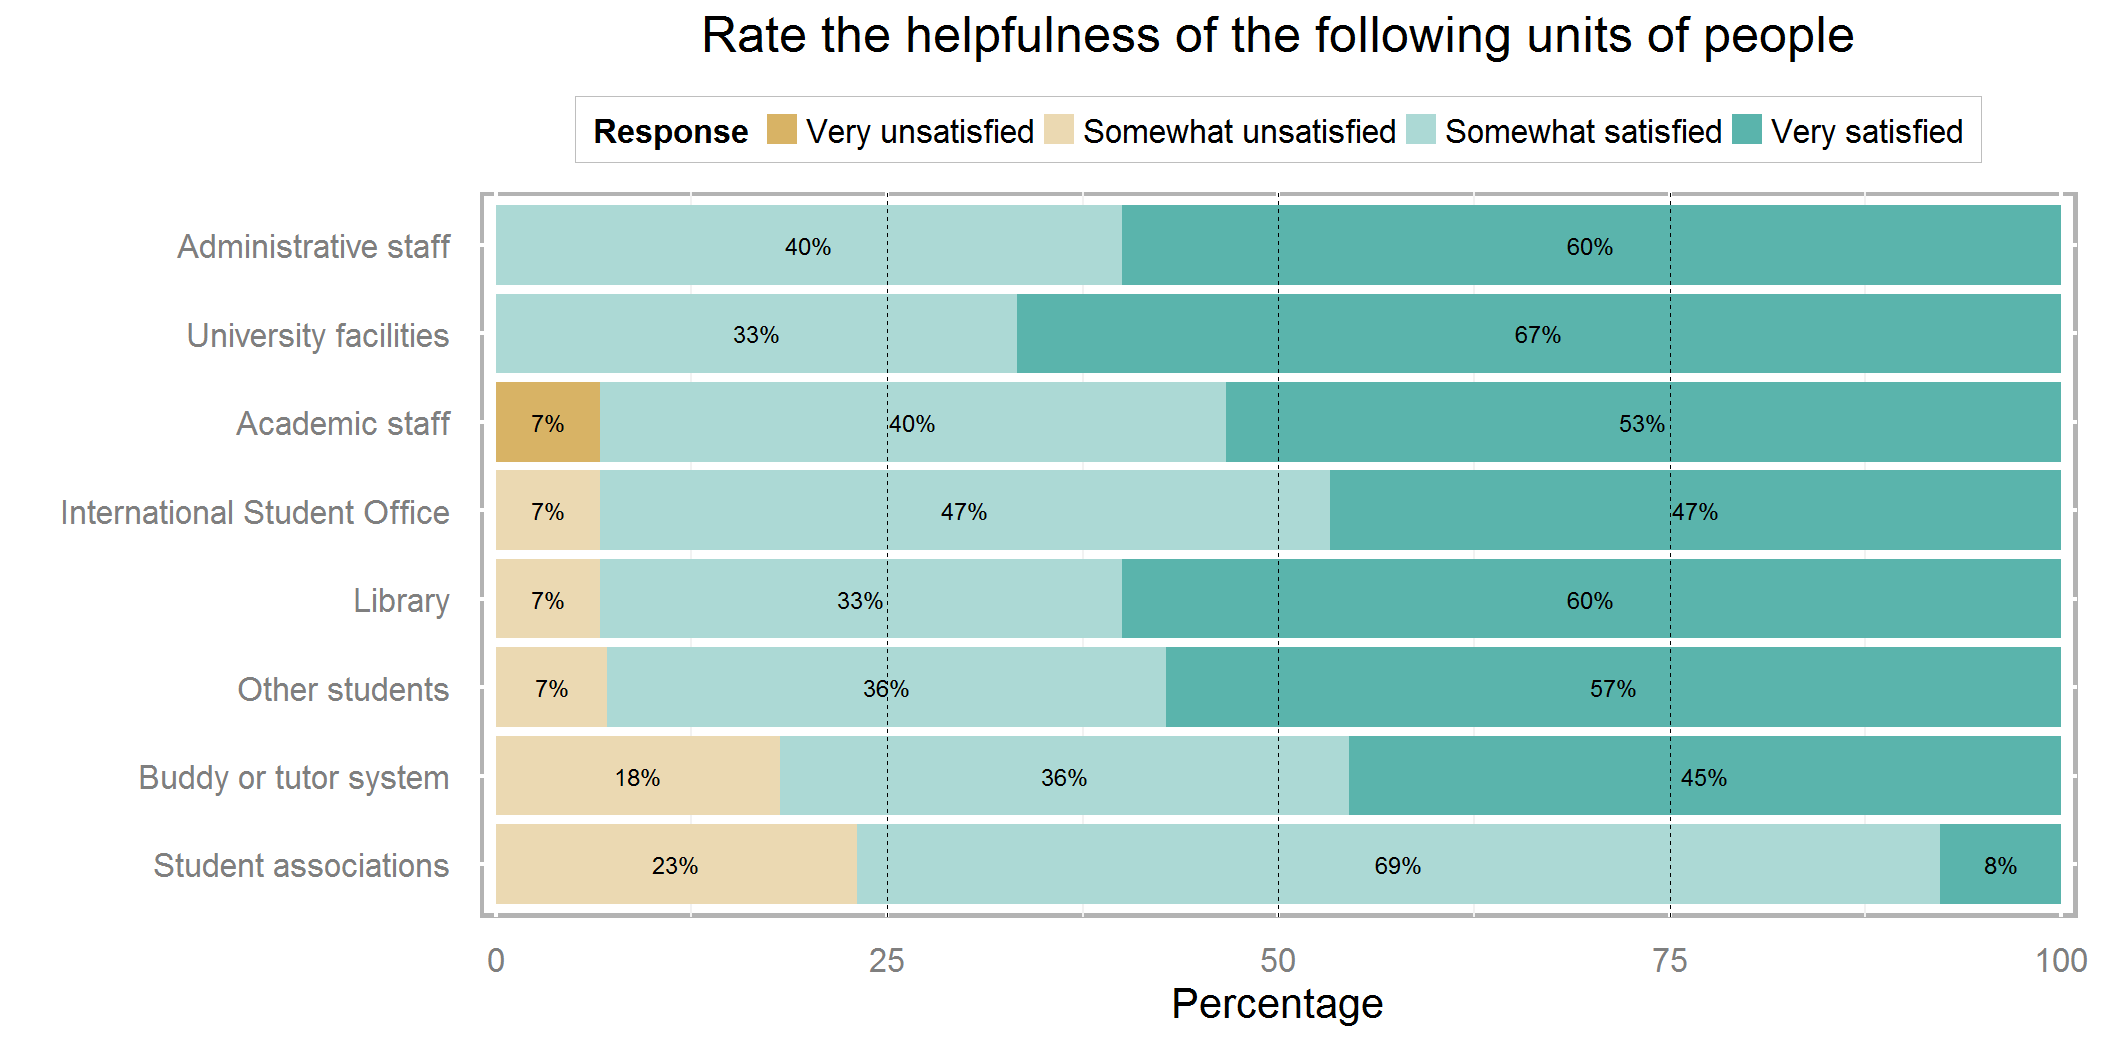 Rate the helpfulness of the following units of people
Response Very unsatisfied Somewhat unsatisfied Somewhat satisfied Very satisfied
Administrative staff 40% 60%
University facilities 33% 67%
Academic staff 7% 40% 53%
International Student Office 7% 47% 47%
Library 7% 33% 60%
Other students 7% 36% 57%
Buddy or tutor system 18% 36% 45%
Student associations 23% 69% 8%
0 25 50 75 100
Percentage